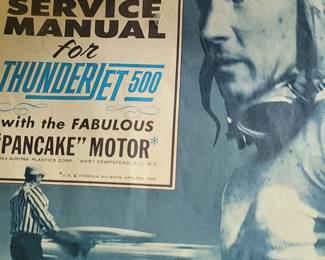 SERVICE
MANUAL
for
THUNDERJET 500
with the FABULOUS
"PANCAKE" MOTOR*
AURORA PLASTICS CORP., WEST HEMPSTEAD, L. I., N. Y.
*U.S. & FOREIGN PATENTS APPLIED FOR